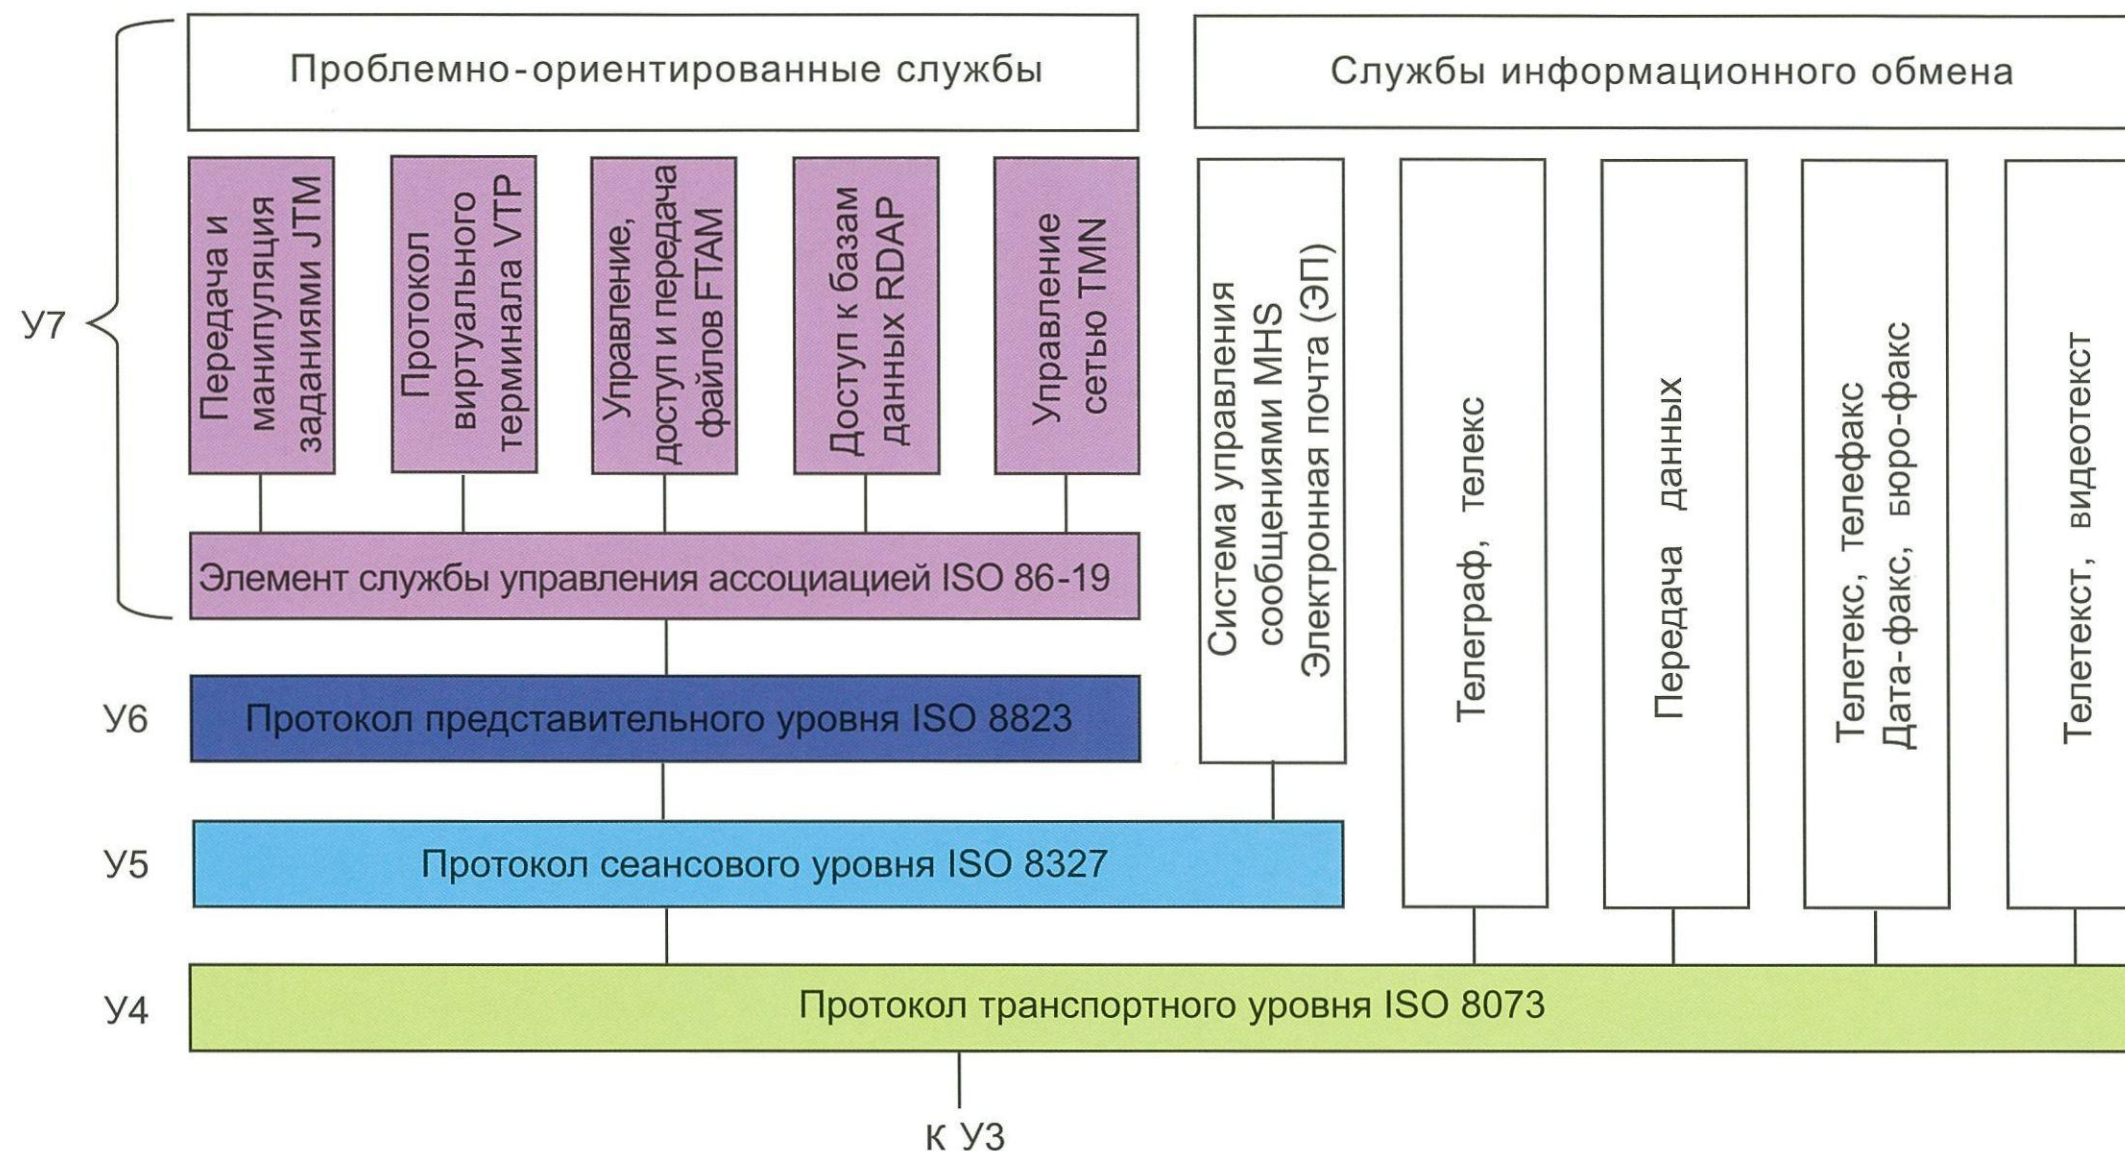 Проблемно-ориентированные службы
Службы информационного обмена
У7
Передача и
манипуляция
заданиями JTM
Протокол
виртуального
терминала VTP
Управление,
доступ и передача
файлов FTAM
Доступ к базам
данных RDAP
Управление
сетью TMN
Система управления
сообщениями MHS
Электронная почта (ЭП)
Телеграф, телекс
Передача данных
Телетекс, телефакс
Дата-факс, бюро-факс
Телетекст, видеотекст
Элемент службы управления ассоциацией ISO 86-19
У6
Протокол представительного уровня ISO 8823
У5
Протокол сеансового уровня ISO 8327
У4
Протокол транспортного уровня ISO 8073
К У3